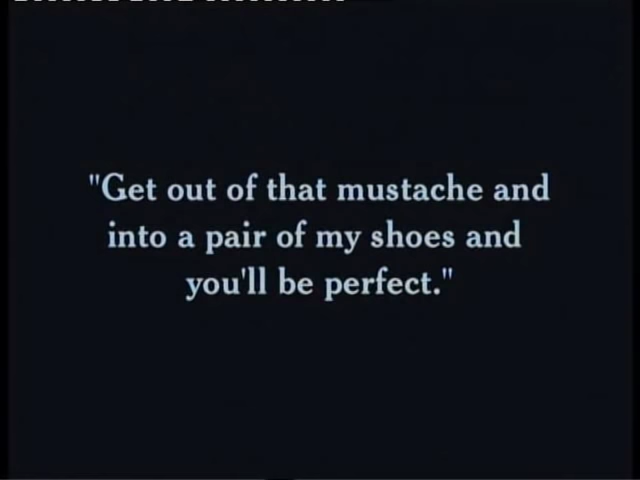 "Get out of that mustache and
into a pair of my shoes and
you'll be perfect."